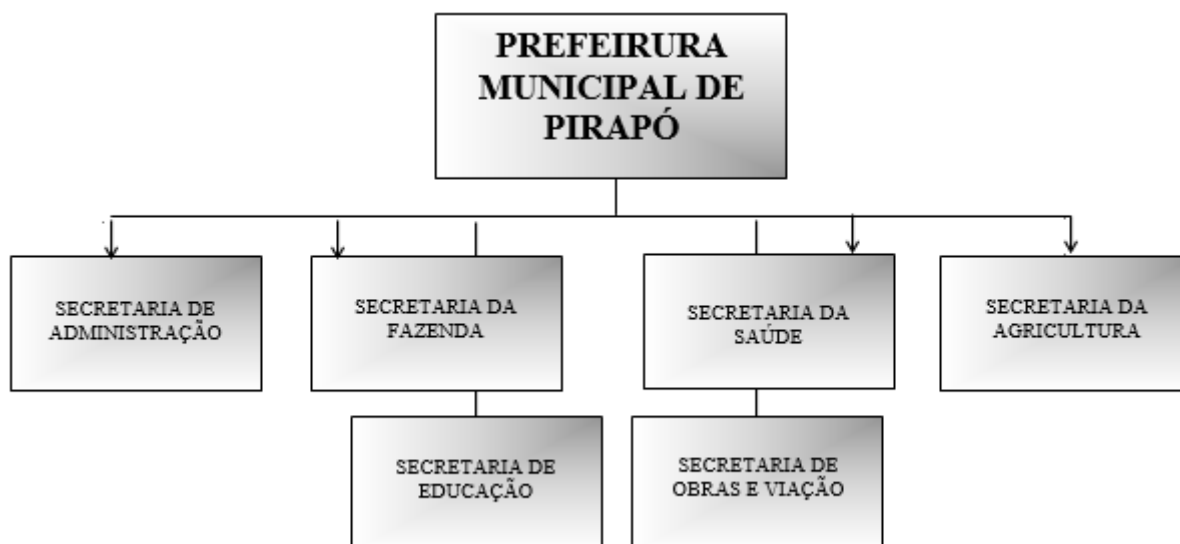 PREFEIRURA
MUNICIPAL DE
PIRAPÓ
SECRETARIA DE
ADMINISTRAÇÃO
SECRETARIA DA
FAZENDA
SECRETARIA DA
SAÚDE
SECRETARIA DA
AGRICULTURA
SECRETARIA DE
EDUCAÇÃO
SECRETARIA DE
OBRAS E VIAÇÃO